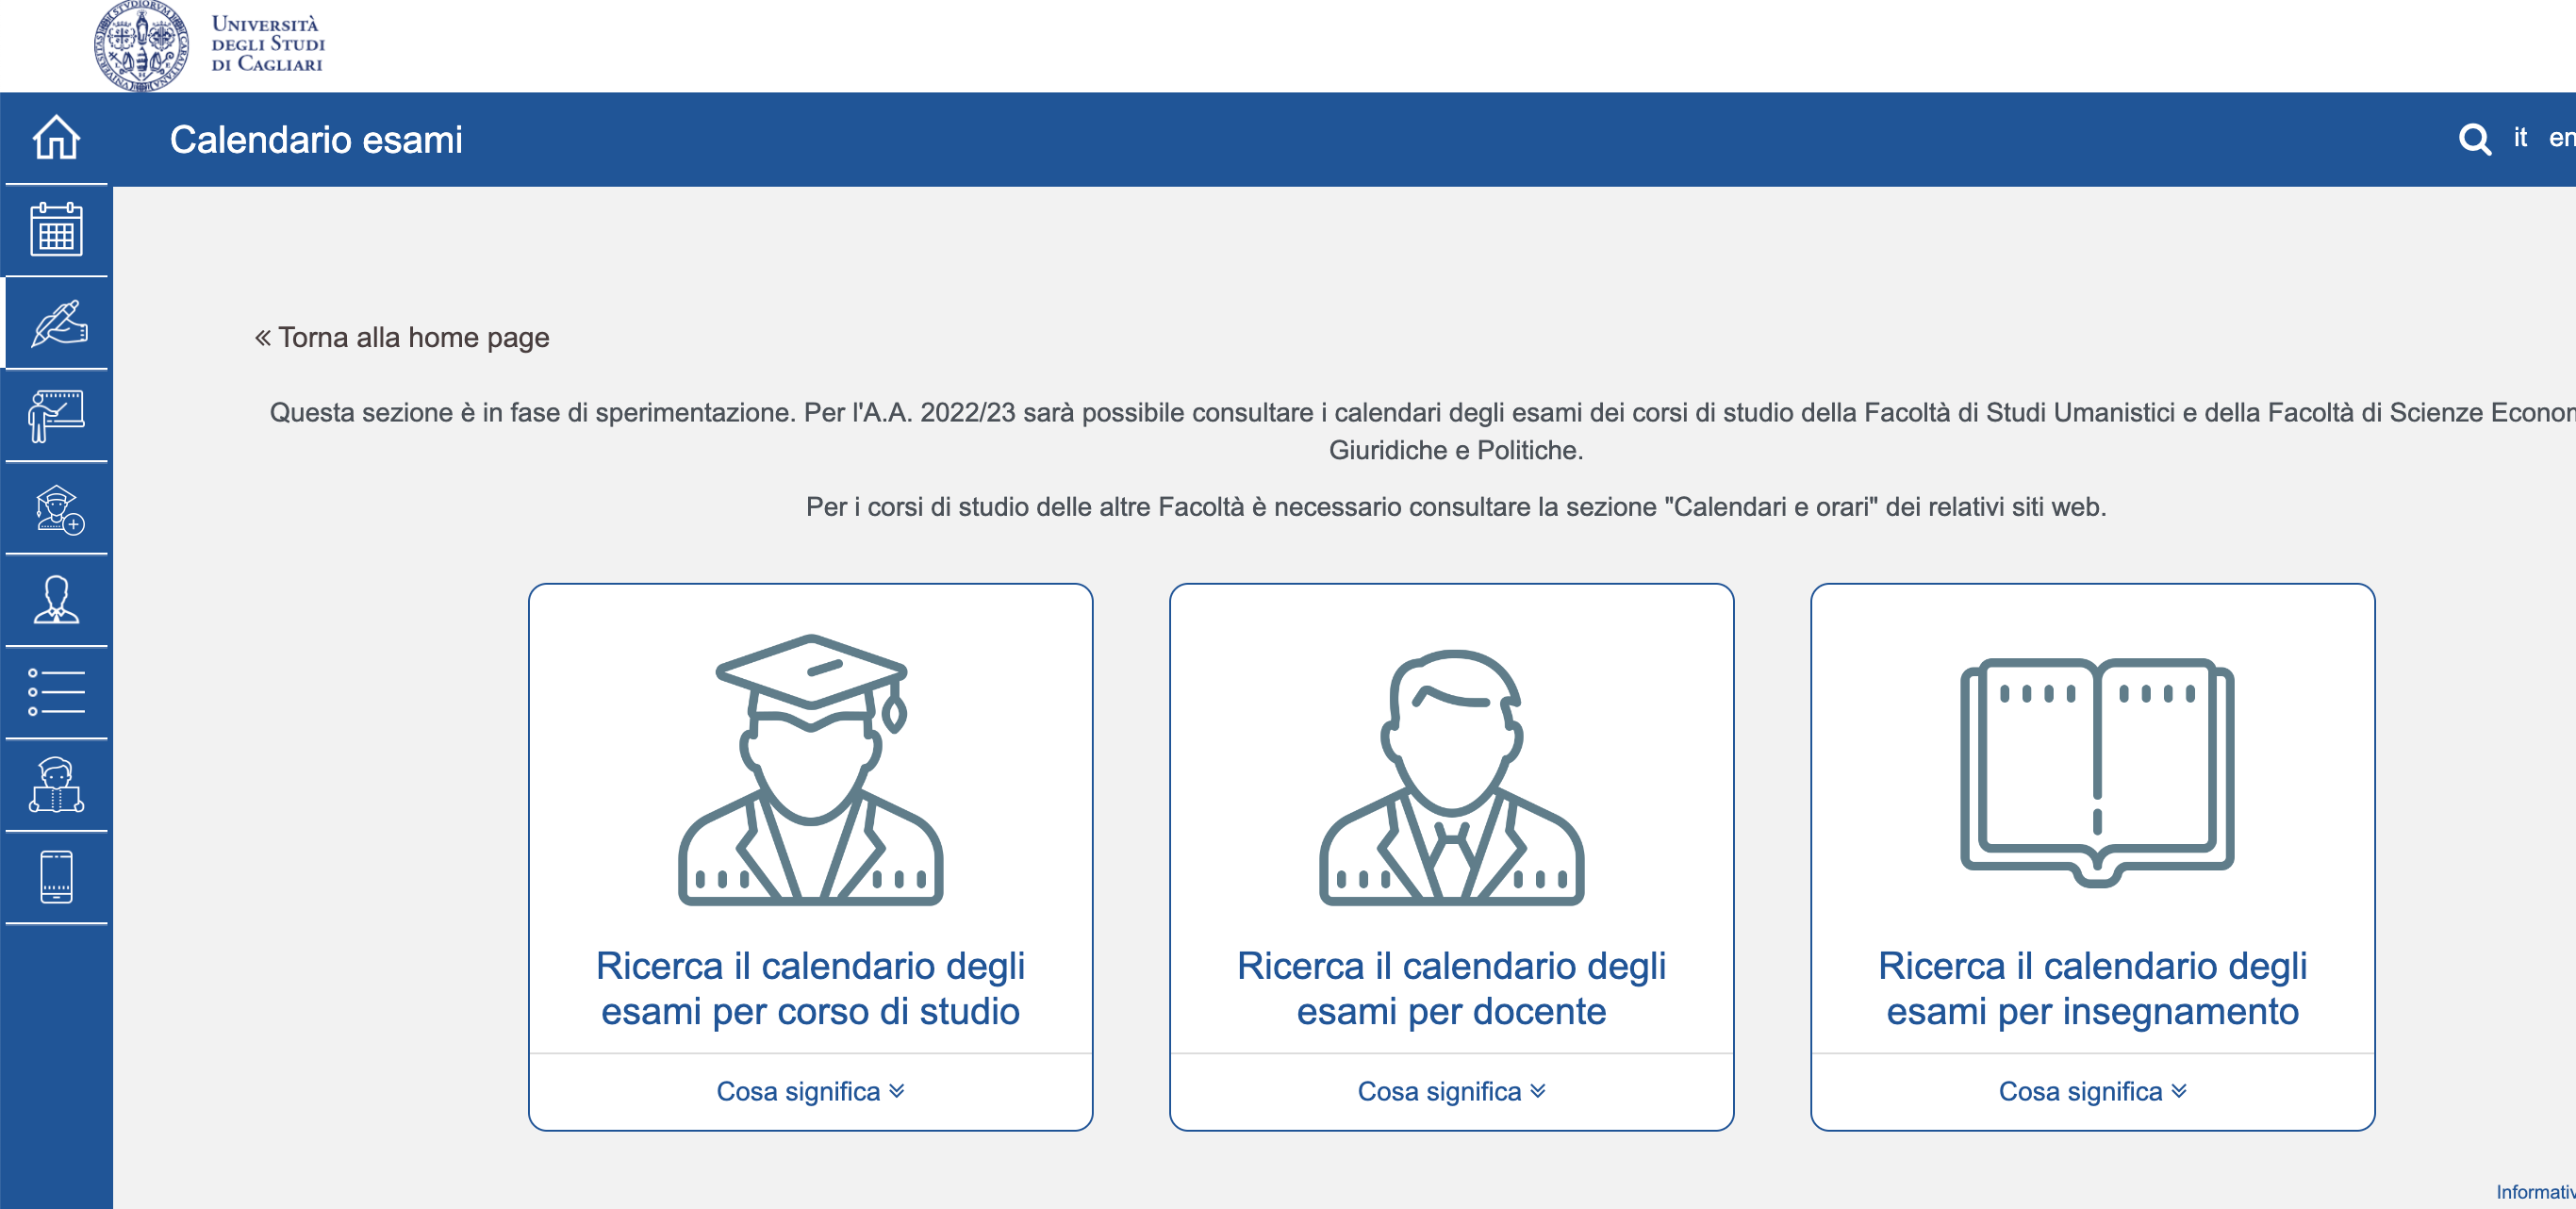 UNIVERSITÀ
DEGLI STUDI
DI CAGLIARI
Calendario esami
it en
« Torna alla home page
Questa sezione è in fase di sperimentazione. Per l'A.A. 2022/23 sarà possibile consultare i calendari degli esami dei corsi di studio della Facoltà di Studi Umanistici e della Facoltà di Scienze
Giuridiche e Politiche.
Per i corsi di studio delle altre Facoltà è necessario consultare la sezione "Calendari e orari" dei relativi siti web.
Ricerca il calendario degli
esami per corso di studio
Cosa significa
Ricerca il calendario degli
esami per docente
Cosa significa
Ricerca il calendario degli
esami per insegnamento
Cosa significa